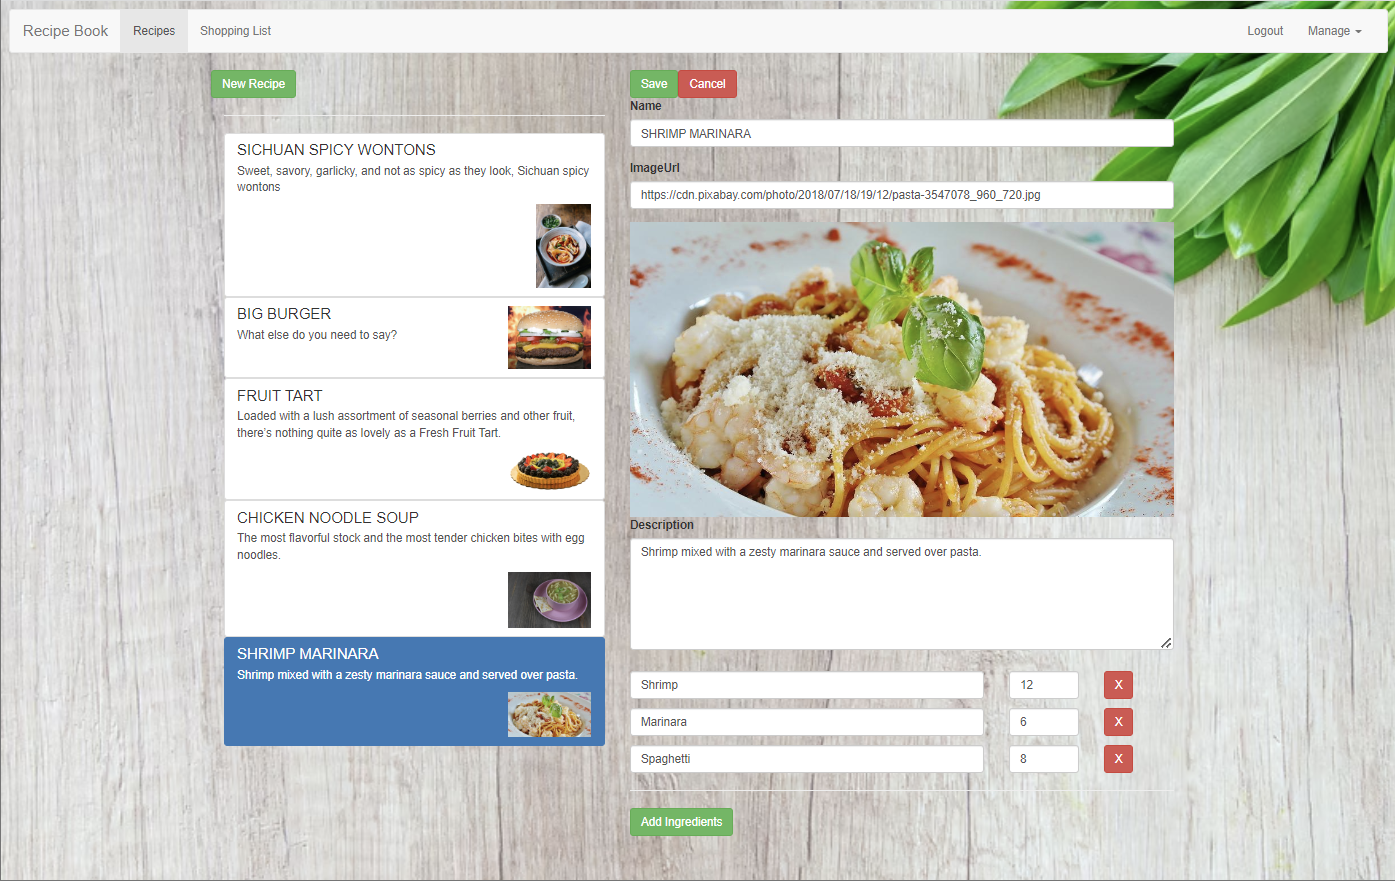 Recipe Book Recipes Shopping List Logout Manage
New Recipe
SICHUAN SPICY WONTONS
Sweet, savory, garlicky, and not as spicy as they look, Sichuan spicy
wontons
BIG BURGER
What else do you need to say?
FRUIT TART
Loaded with a lush assortment of seasonal berries and other fruit,
there's nothing quite as lovely as a Fresh Fruit Tart.
CHICKEN NOODLE SOUP
The most flavorful stock and the most tender chicken bites with egg
noodles.
SHRIMP MARINARA
Shrimp mixed with a zesty marinara sauce and served over pasta.
Save Cancel
Name
SHRIMP MARINARA
ImageUrl
https://cdn.pixabay.com/photo/2018/07/18/19/12/pasta-3547078_960_720.jpg
Description
Shrimp mixed with a zesty marinara sauce and served over pasta.
Shrimp 12 X
Marinara 6 X
Spaghetti 8 X
Add Ingredients